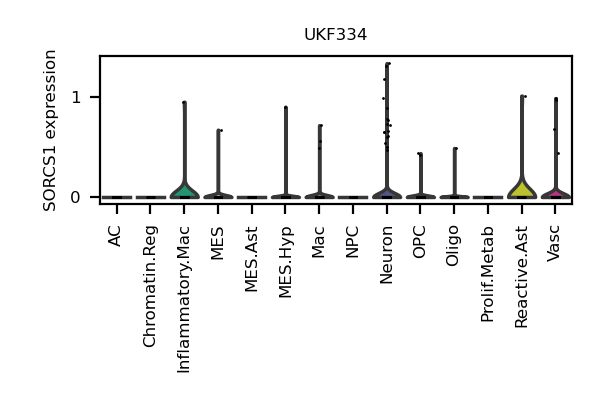 UKF334
SORCS1 expression
1
0
AC
Chromatin.Reg
Inflammatory.Mac
MES
MES.Ast
MES.Hyp
Mac
NPC
Neuron
OPC
Oligo
Prolif.Metab
Reactive.Ast
Vasc